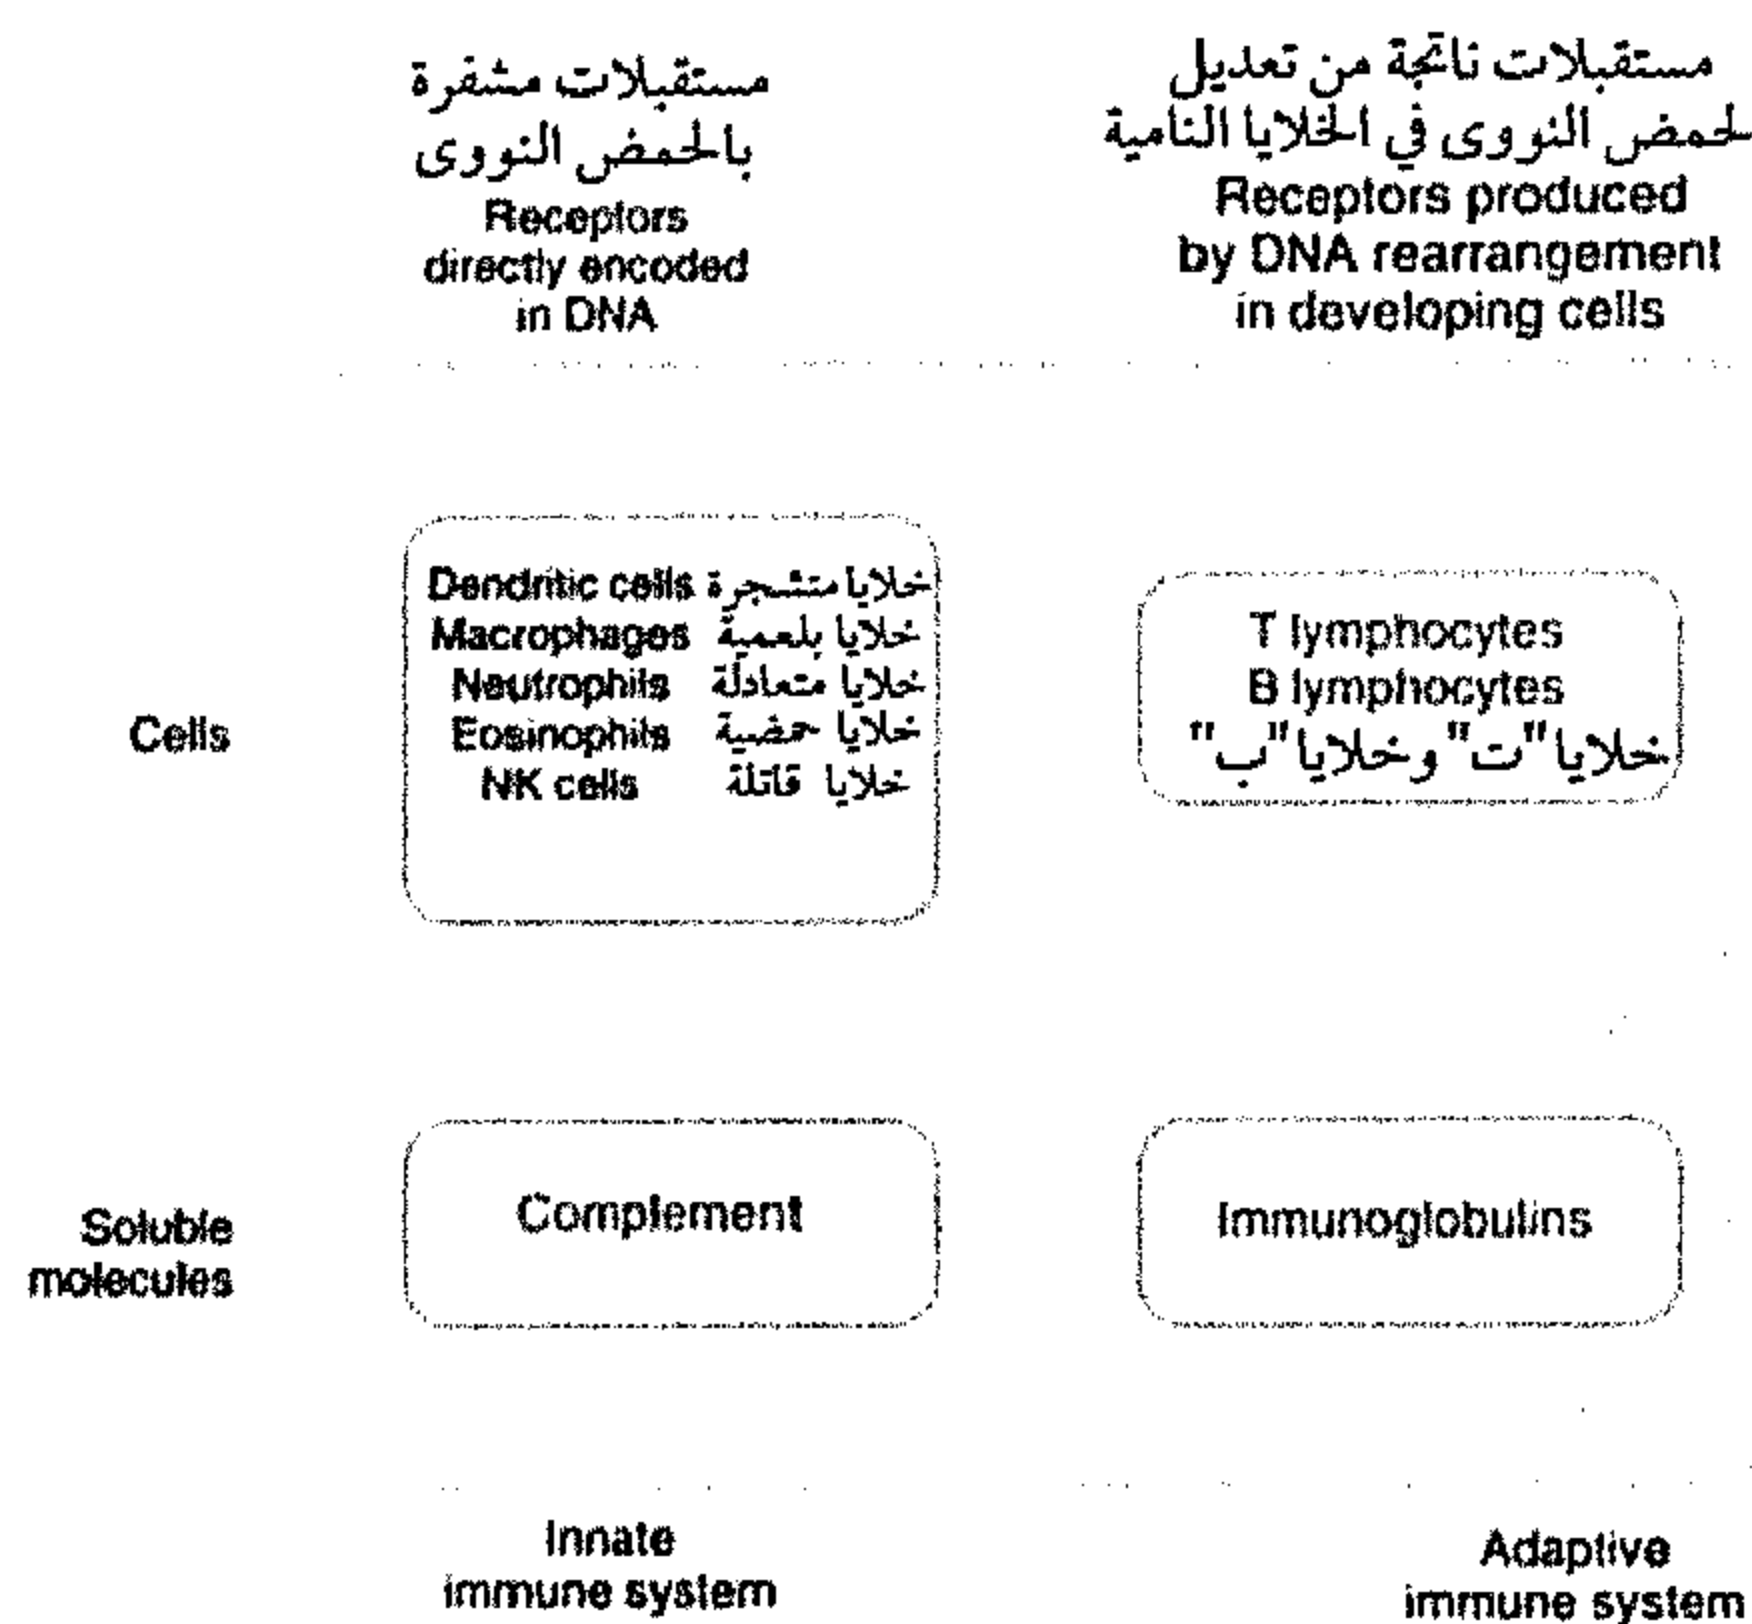 مستقبلات مشفرة
بالحمض النووى
Receptors
directly encoded
in DNA
مستقبلات ناتجة من تعديل
لحمض النووى في الخلايا النامية
Receptors produced
by DNA rearrangement
in developing cells
Cells
Dendritic cells خلايا متشجرة
Macrophages خلايا بلعمية
Neutrophils خلايا متعادلة
Eosinophils خلايا حمضية
NK cells خلايا قاتلة
T lymphocytes
B lymphocytes
خلايا "ت" وخلايا "ب"
Soluble
molecules
Complement
Immunoglobulins
Innate
immune system
Adaptive
immune system